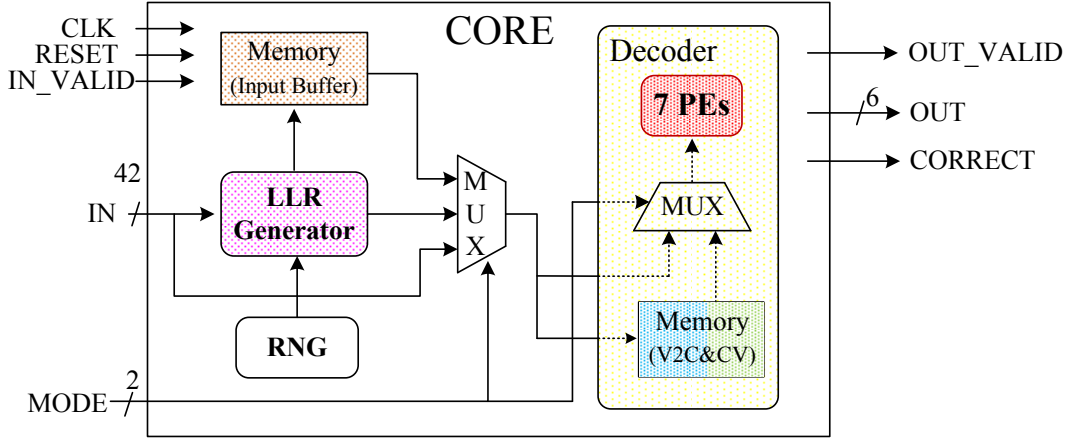 CLK
RESET
IN_VALID
42
IN
2
MODE
CORE
Memory
(Input Buffer)
LLR
Generator
RNG
M
U
X
Decoder
7 PEs
MUX
Memory
(V2C&CV)
OUT_VALID
6
OUT
CORRECT